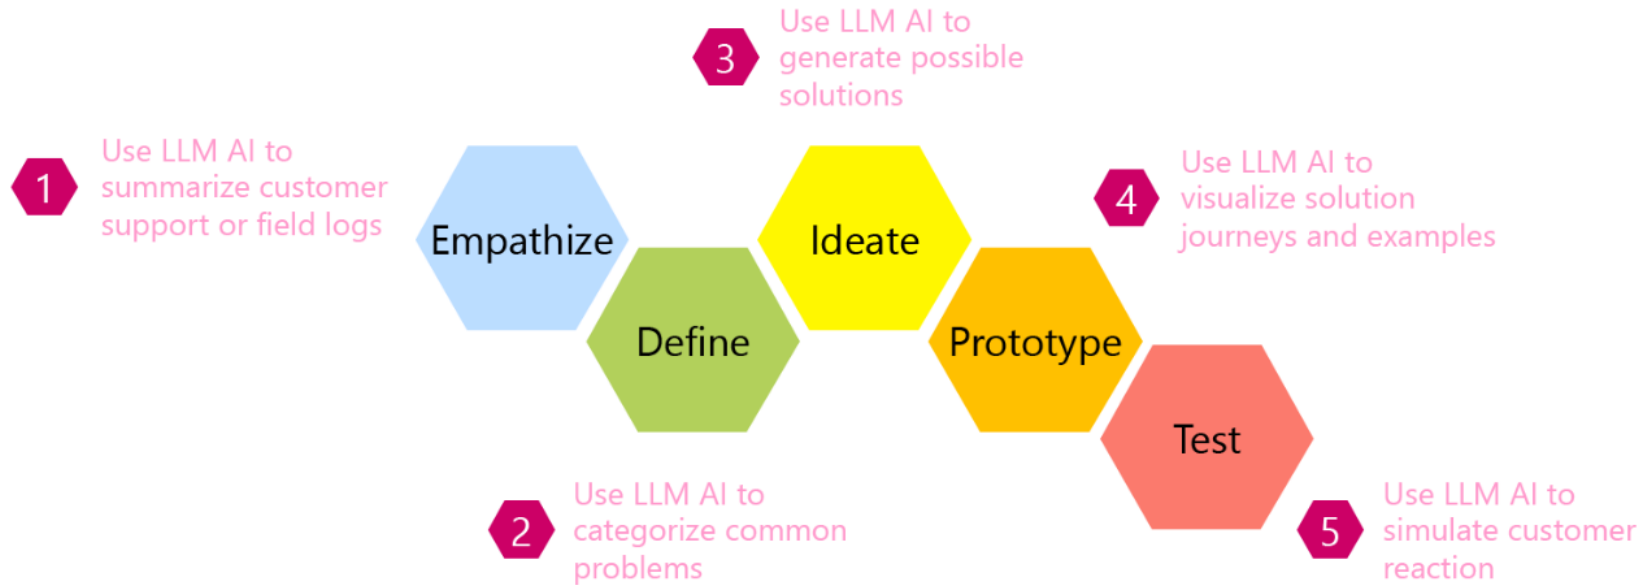 1
Use LLM AI to
summarize customer
support or field logs
Empathize
2
Use LLM AI to
categorize common
problems
Define
3
Use LLM AI to
generate possible
solutions
Ideate
4
Use LLM AI to
visualize solution
journeys and examples
Prototype
5
Use LLM AI to
simulate customer
reaction
Test